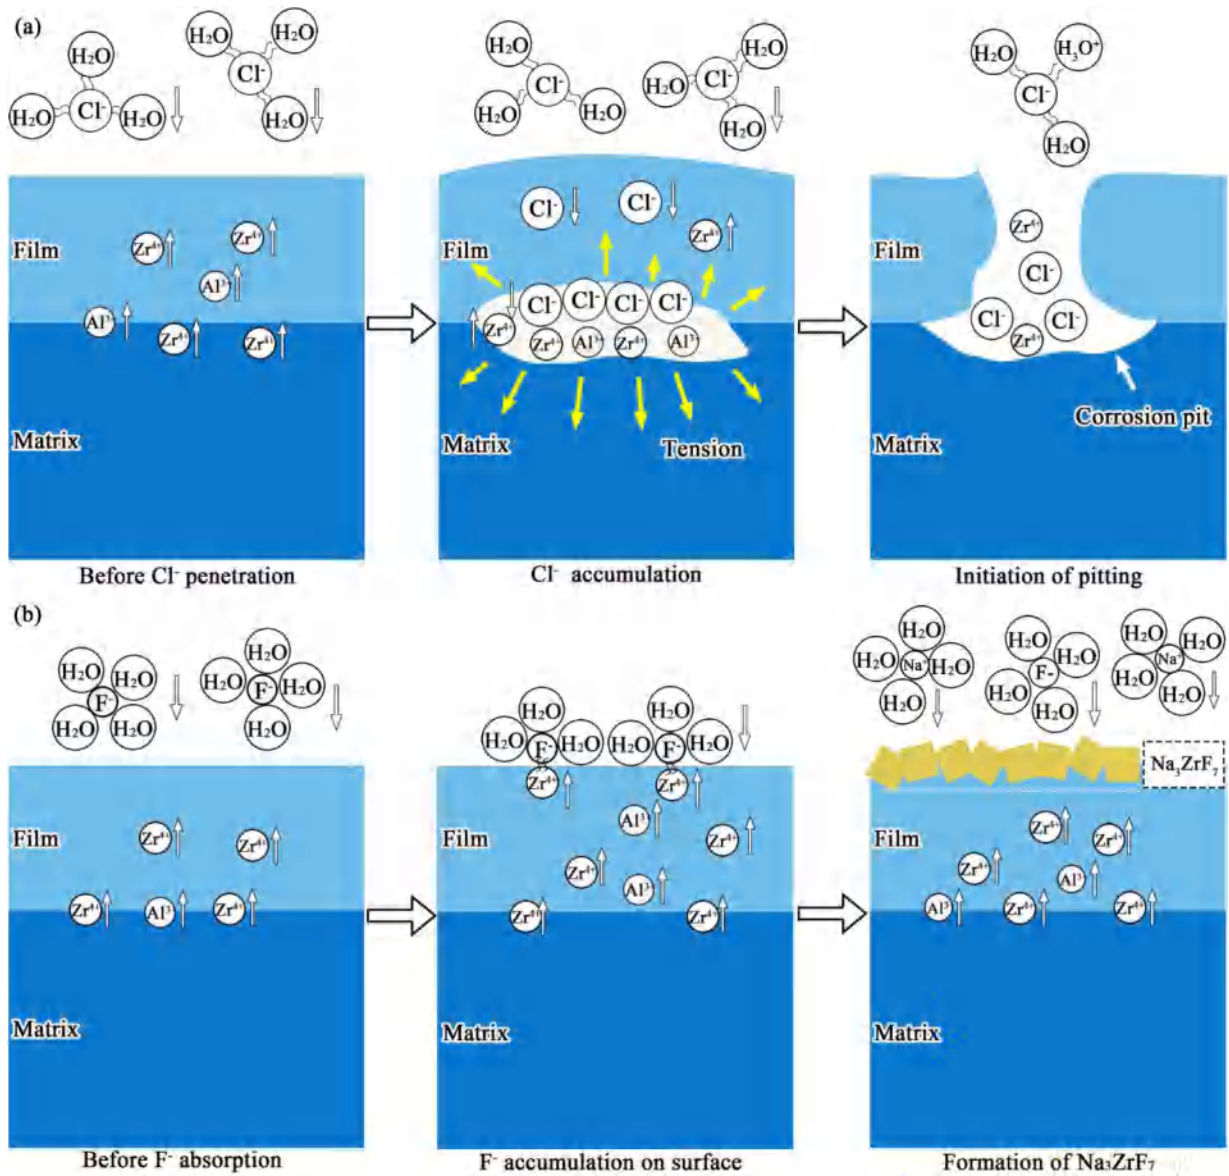 (a)
H₂O
H₂O
Cl⁻
H₂O
H₂O
H₂O
Cl⁻
H₂O
Film
Zr⁴⁺
Zr⁴⁺
Al³⁺
Al³⁺
Zr⁴⁺
Zr⁴⁺
Matrix
Before Cl⁻ penetration
H₂O
Cl⁻
H₂O
H₂O
H₂O
H₂O
Cl⁻
H₂O
Cl⁻
Cl⁻
Zr⁴⁺
Film
Cl⁻
Cl⁻
Cl⁻
Cl⁻
Zr⁴⁺
Zr⁴⁺
Al³⁺
Zr⁴⁺
Al³⁺
Matrix
Tension
Cl⁻ accumulation
H₂O
H₃O⁺
Cl⁻
H₂O
Zr⁴⁺
Film
Cl⁻
Cl⁻
Cl⁻
Zr⁴⁺
Corrosion pit
Matrix
Initiation of pitting
(b)
H₂O
H₂O
F⁻
H₂O
H₂O
H₂O
H₂O
F⁻
H₂O
H₂O
Film
Zr⁴⁺
Zr⁴⁺
Zr⁴⁺
Al³
Zr⁴⁺
Matrix
Before F⁻ absorption
H₂O
H₂O
H₂O
F⁻
H₂O
H₂O
F⁻
H₂O
Zr⁴⁺
Zr⁴⁺
Al³⁺
Film
Zr⁴⁺
Zr⁴⁺
Al³⁺
Zr⁴⁺
Zr⁴⁺
Matrix
F⁻ accumulation on surface
H₂O
H₂O
Na⁺
H₂O
H₂O
H₂O
H₂O
F⁻
H₂O
H₂O
H₂O
Na⁺
H₂O
H₂O
Na₃ZrF₇
Film
Zr⁴⁺
Zr⁴⁺
Zr⁴⁺
Al³⁺
Al³
Zr⁴⁺
Zr⁴⁺
Matrix
Formation of Na₃ZrF₇